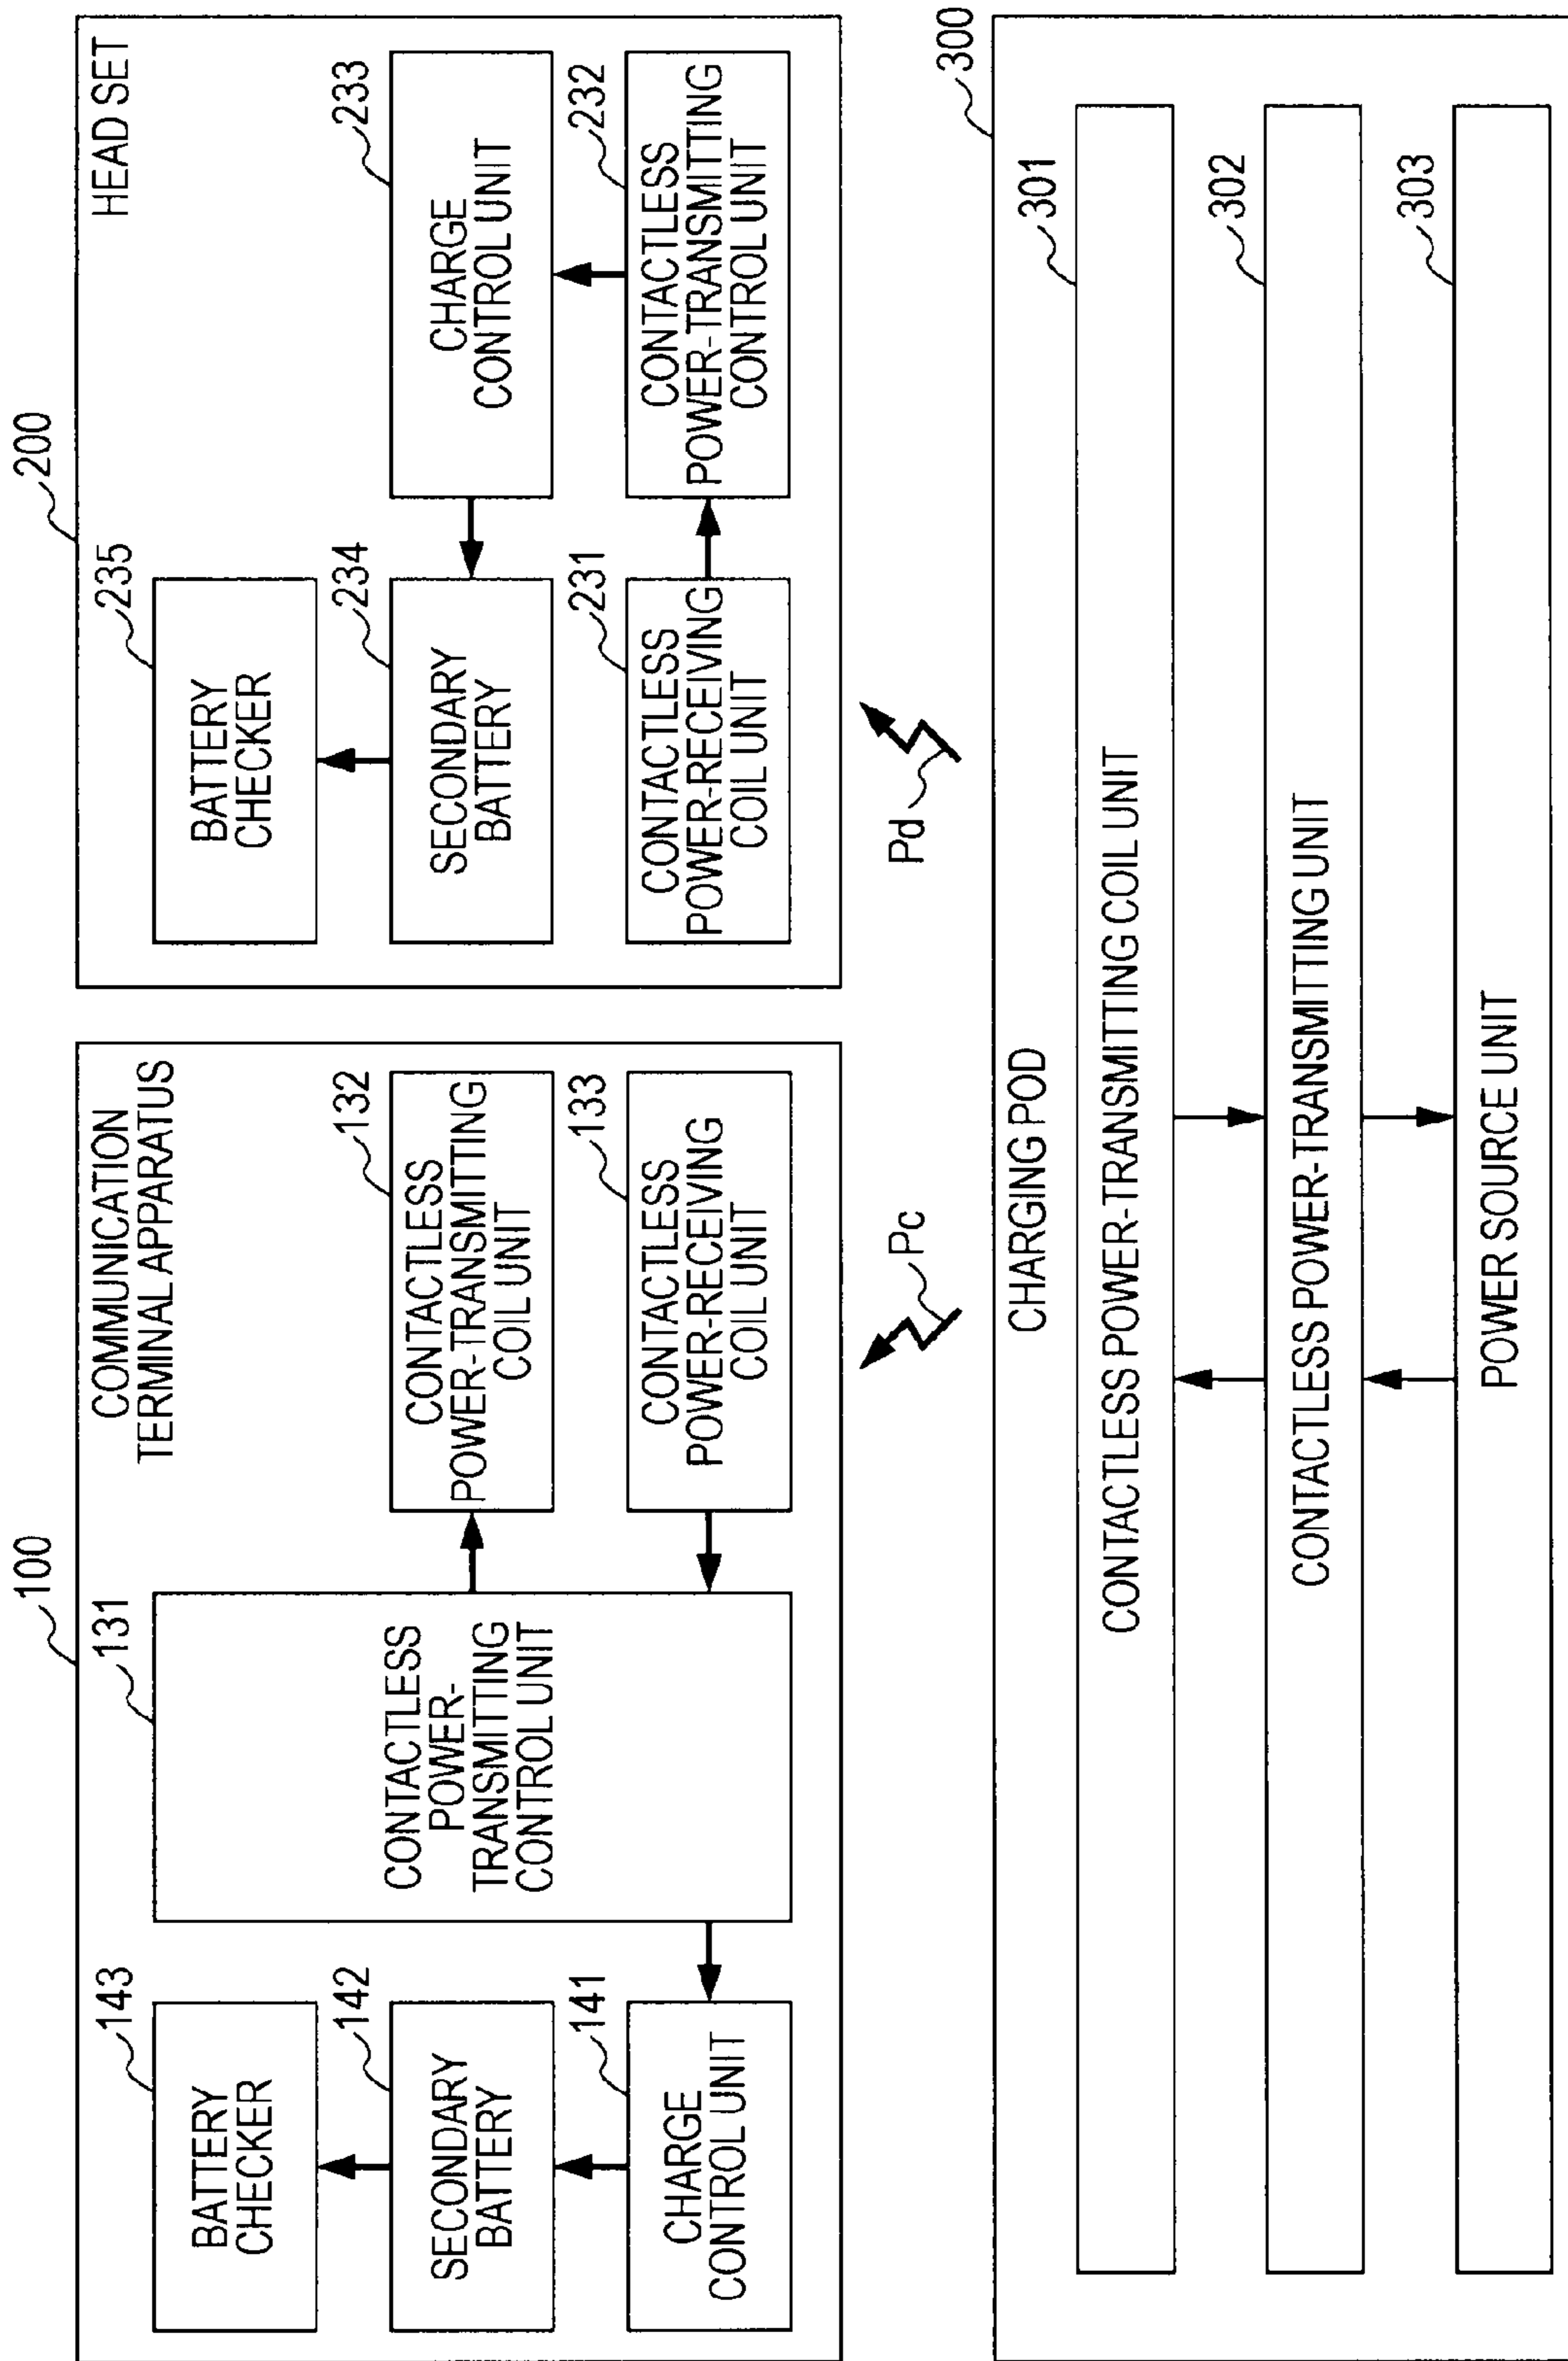 100
COMMUNICATION
TERMINAL APPARATUS
143
BATTERY
CHECKER
142
SECONDARY
BATTERY
141
CHARGE
CONTROL UNIT
131
CONTACTLESS
POWER-
TRANSMITTING
CONTROL UNIT
132
CONTACTLESS
POWER-TRANSMITTING
COIL UNIT
133
CONTACTLESS
POWER-RECEIVING
COIL UNIT
200
HEAD SET
235
BATTERY
CHECKER
234
SECONDARY
BATTERY
233
CHARGE
CONTROL UNIT
231
CONTACTLESS
POWER-RECEIVING
COIL UNIT
232
CONTACTLESS
POWER-TRANSMITTING
CONTROL UNIT
Pc
Pd
300
CHARGING POD
301
CONTACTLESS POWER-TRANSMITTING COIL UNIT
302
CONTACTLESS POWER-TRANSMITTING UNIT
303
POWER SOURCE UNIT